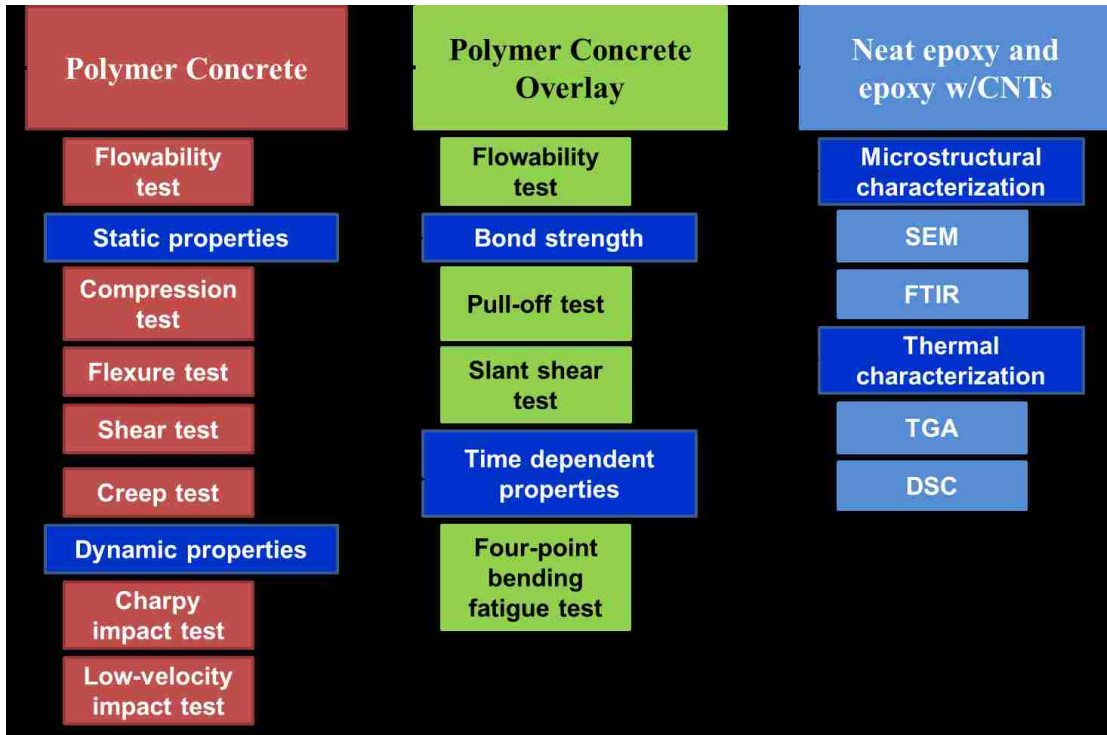 Polymer Concrete
Flowability
test
Static properties
Compression
test
Flexure test
Shear test
Creep test
Dynamic properties
Charpy
impact test
Low-velocity
impact test
Polymer Concrete
Overlay
Flowability
test
Bond strength
Pull-off test
Slant shear
test
Time dependent
properties
Four-point
bending
fatigue test
Neat epoxy and
epoxy w/CNTs
Microstructural
characterization
SEM
FTIR
Thermal
characterization
TGA
DSC